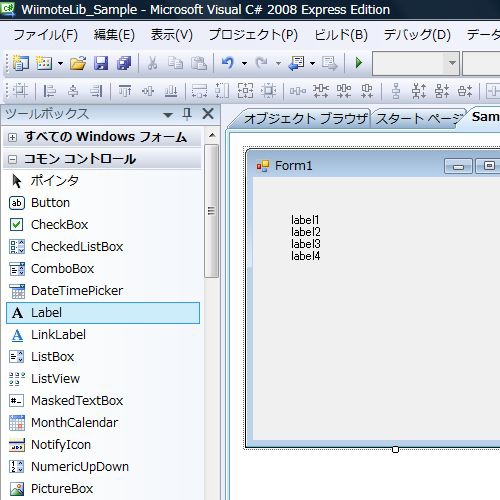 WiimoteLib_Sample - Microsoft Visual C# 2008 Express Edition
ファイル(F) 編集(E) 表示(V) プロジェクト(P) ビルド(B) デバッグ(D) データ
ツールボックス
オブジェクト ブラウザ スタート ページ Sam
すべての Windows フォーム
コモン コントロール
ポインタ
Button
CheckBox
CheckedListBox
ComboBox
DateTimePicker
Label
LinkLabel
ListBox
ListView
MaskedTextBox
MonthCalendar
NotifyIcon
NumericUpDown
PictureBox
Form1
label1
label2
label3
label4